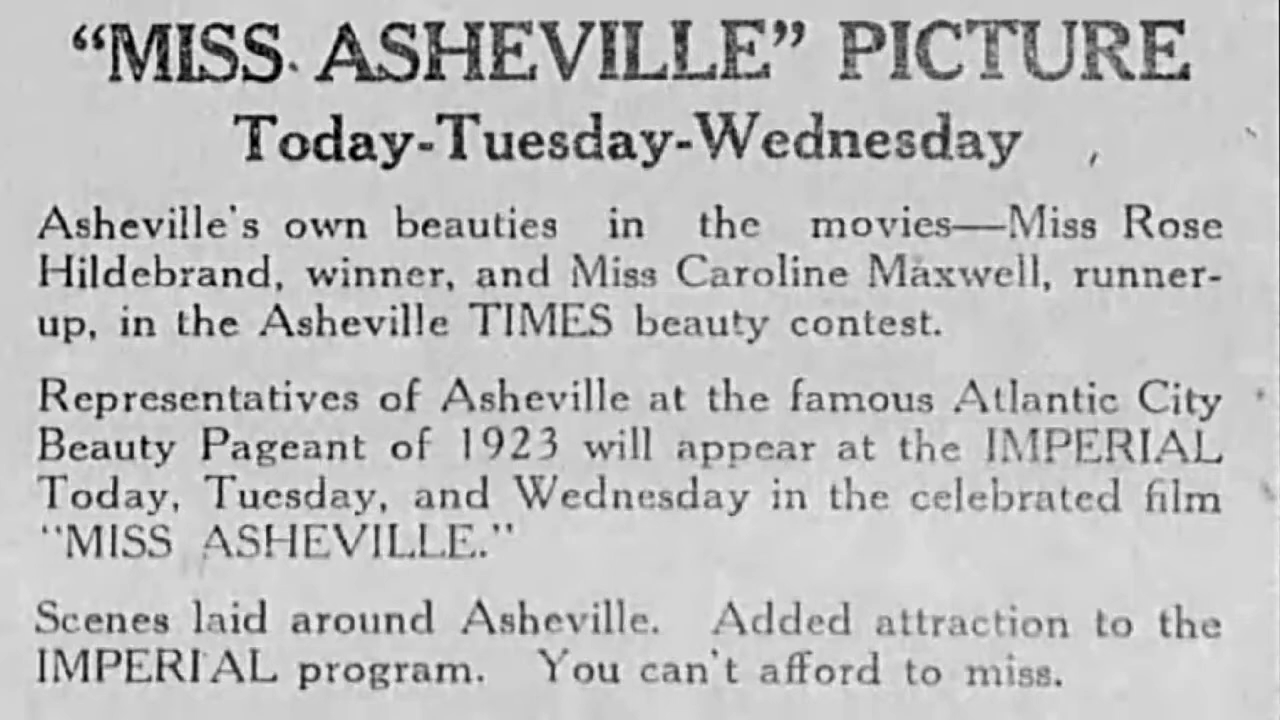 “MISS ASHEVILLE” PICTURE
Today-Tuesday-Wednesday
Asheville's own beauties in the movies—Miss Rose
Hildebrand, winner, and Miss Caroline Maxwell, runner-
up, in the Asheville TIMES beauty contest.
Representatives of Asheville at the famous Atlantic City
Beauty Pageant of 1923 will appear at the IMPERIAL
Today, Tuesday, and Wednesday in the celebrated film
"MISS ASHEVILLE."
Scenes laid around Asheville. Added attraction to the
IMPERIAL program. You can't afford to miss.